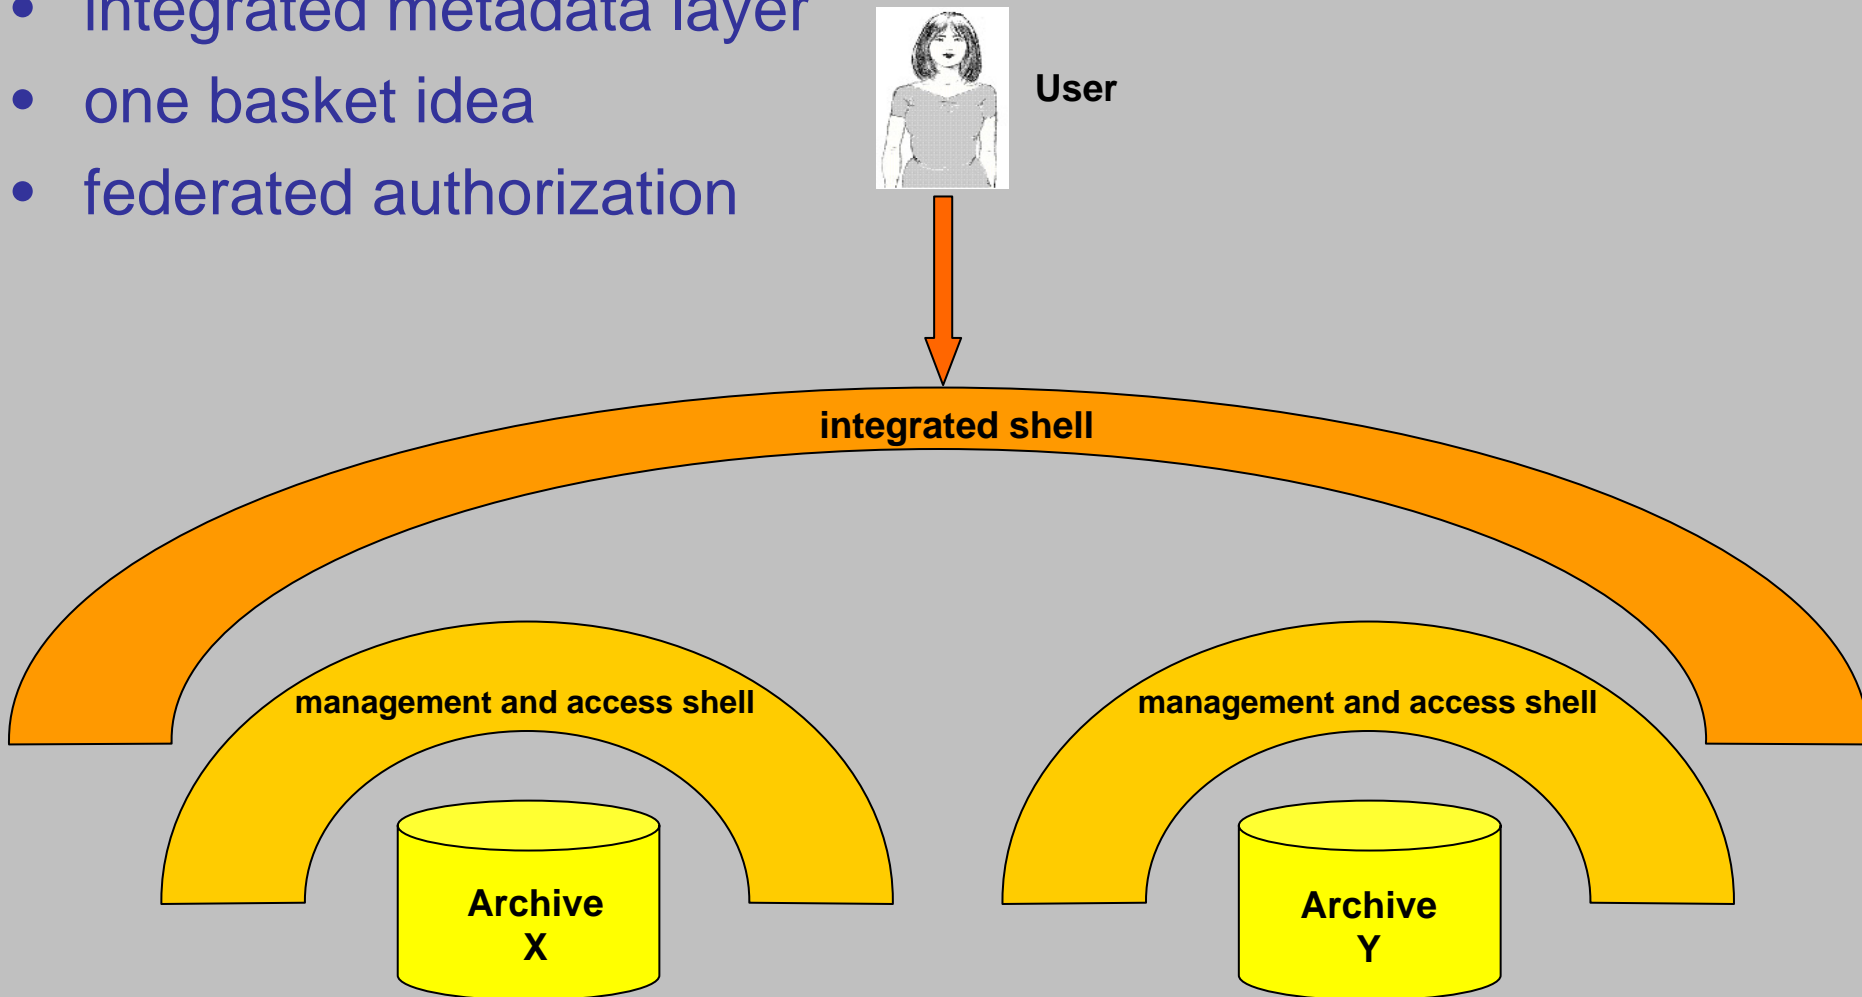 • integrated metadata layer
• one basket idea
• federated authorization
User
integrated shell
management and access shell
management and access shell
Archive
X
Archive
Y